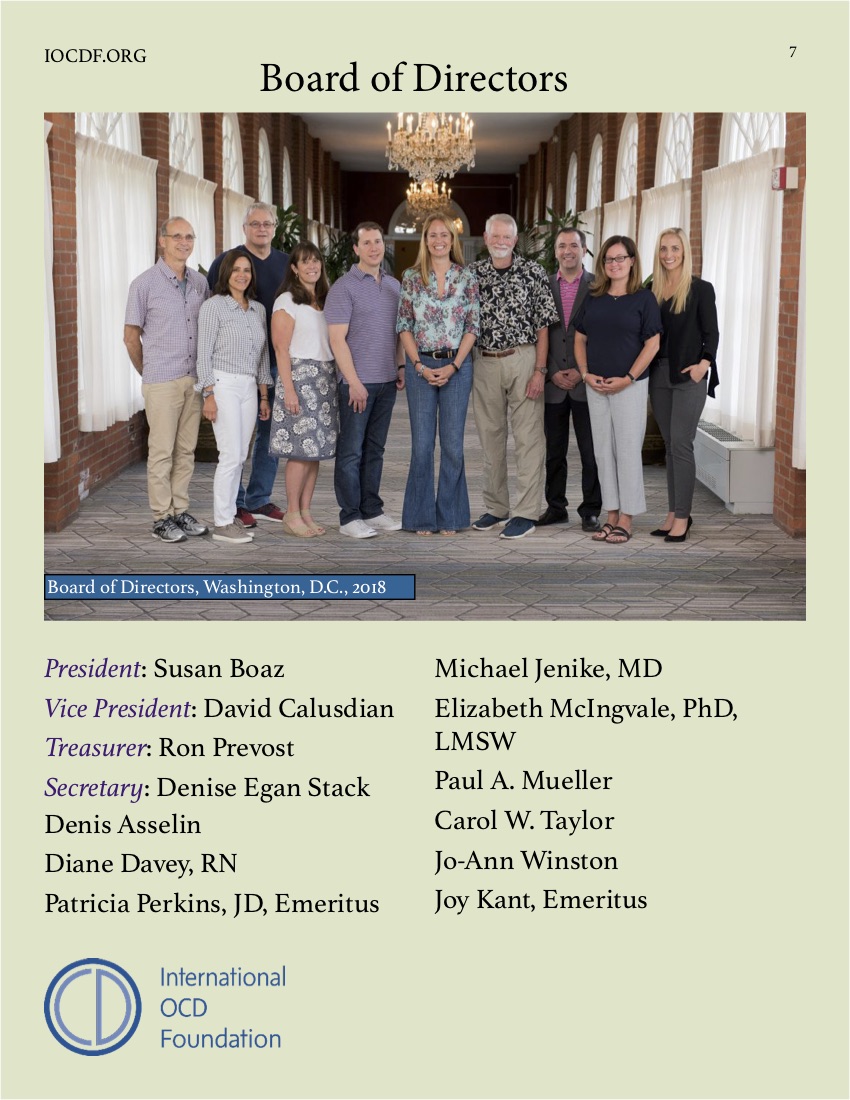 IOCDF.ORG
7
Board of Directors
Board of Directors, Washington, D.C., 2018
President: Susan Boaz
Vice President: David Calusdian
Treasurer: Ron Prevost
Secretary: Denise Egan Stack
Denis Asselin
Diane Davey, RN
Patricia Perkins, JD, Emeritus
Michael Jenike, MD
Elizabeth McIngvale, PhD,
LMSW
Paul A. Mueller
Carol W. Taylor
Jo-Ann Winston
Joy Kant, Emeritus
International
OCD
Foundation